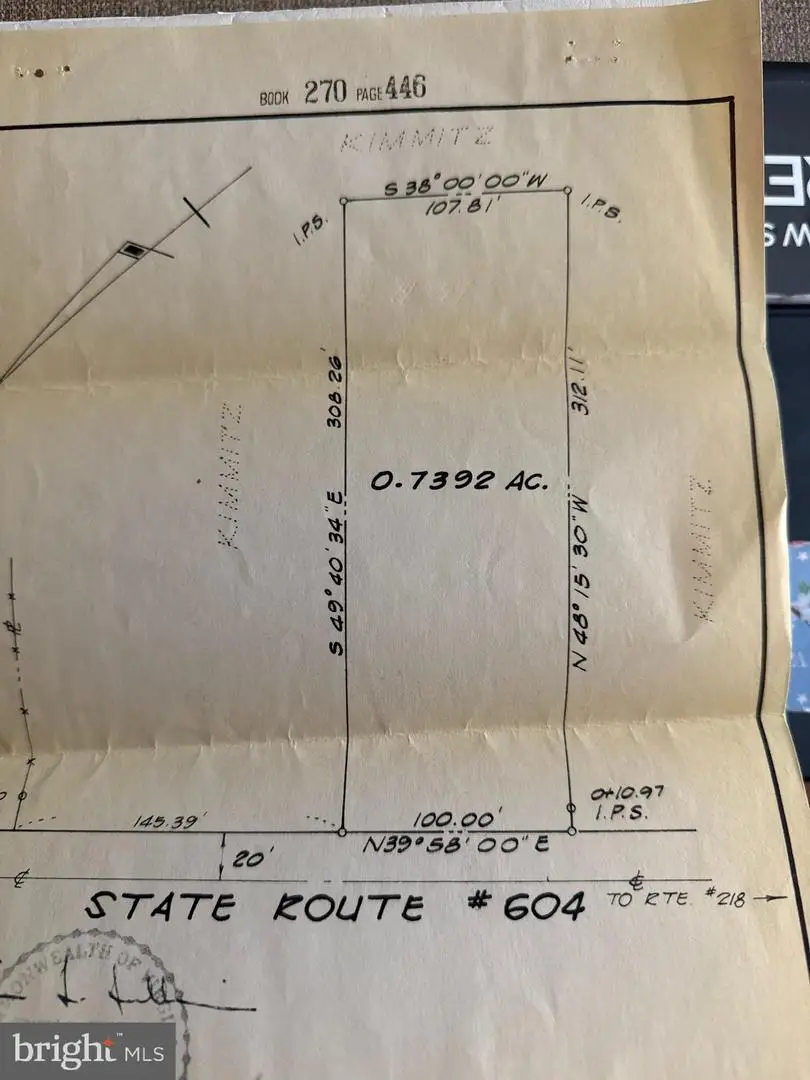 BOOK 270 PAGE 446
KIMMITZ
S 38° 00' 00" W
107.81'
I.P.S.
I.P.S.
308.26'
312.11'
KIMMITZ
0.7392 AC.
KIMMITZ
S 49° 40' 34" E
N 48° 15' 30" W
0+10.97
I.P.S.
145.39'
100.00'
N39° 58' 00" E
20'
STATE ROUTE # 604
TO RTE. #218
bright MLS